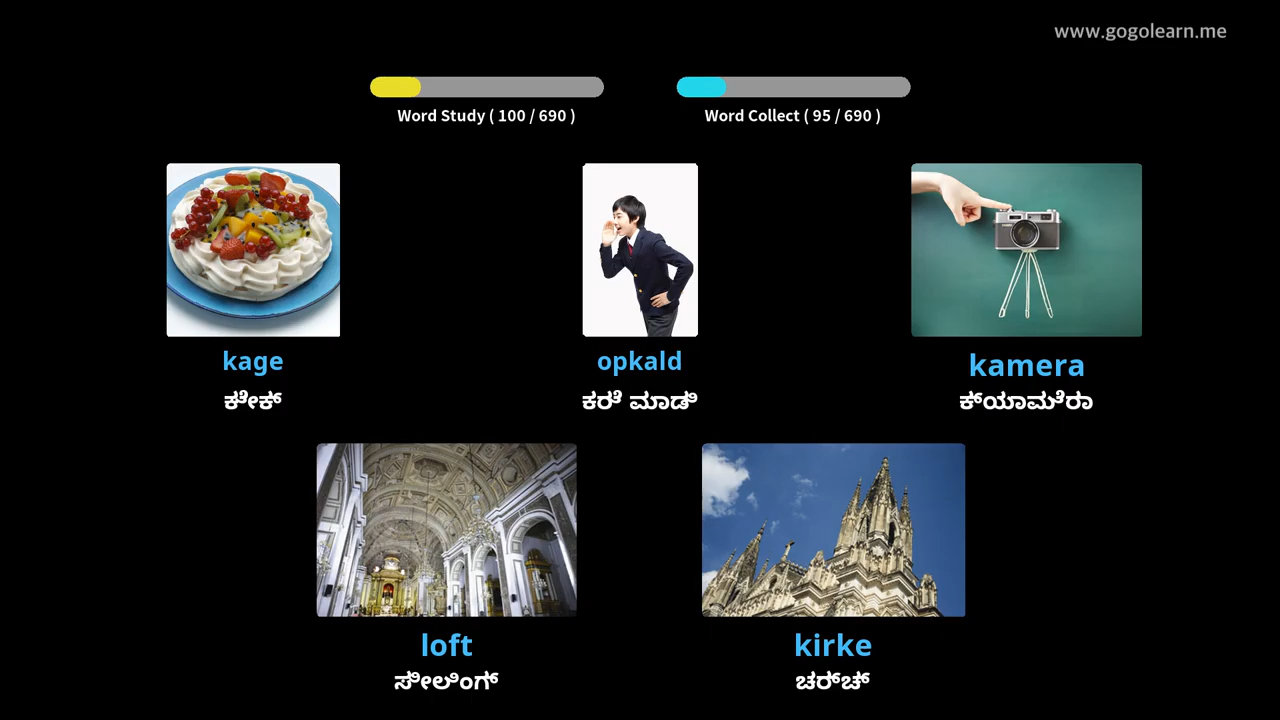 www.gogolearn.me
Word Study ( 100 / 690 )
Word Collect ( 95 / 690 )
kage
opkald
kamera
ಕೇಕ್
ಕರೆ ಮಾಡಿ
ಕ್ಯಾಮೆರಾ
loft
kirke
ಸೀಲಿಂಗ್
ಚರ್ಚ್